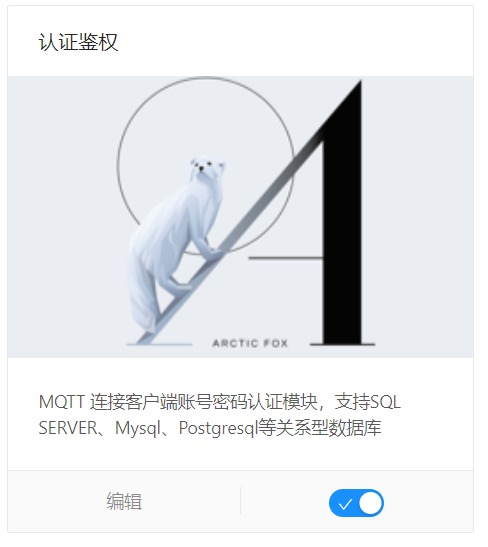 认证鉴权
ARCTIC FOX
MQTT 连接客户端账号密码认证模块，支持SQL
SERVER、Mysql、Postgresql等关系型数据库
编辑